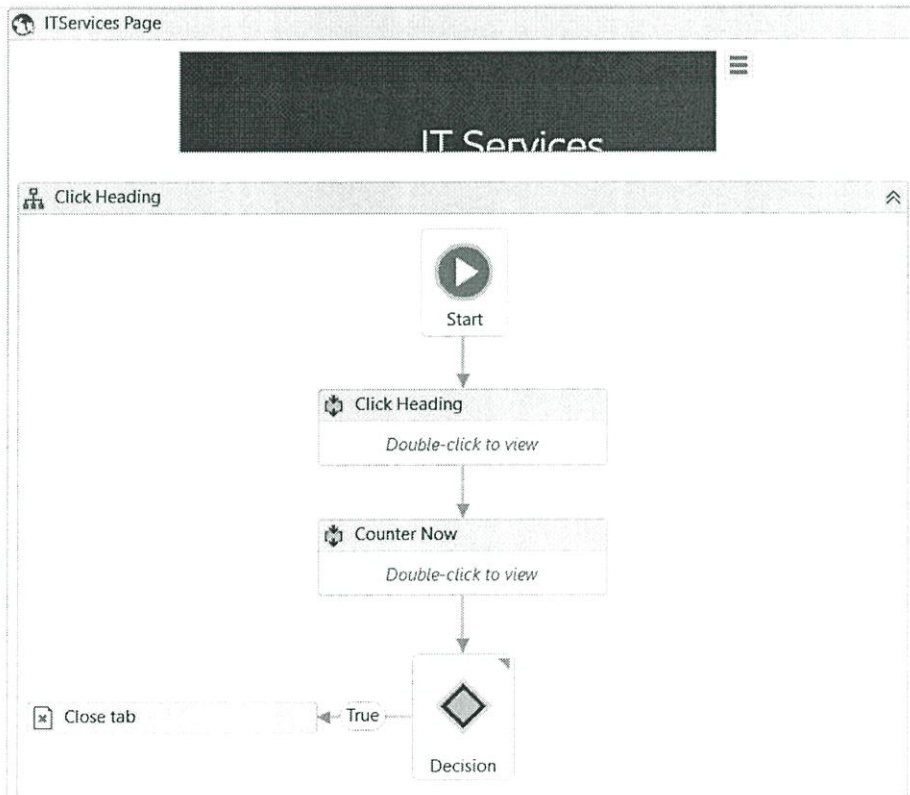 ITServices Page
IT Services
Click Heading
Start
Click Heading
Double-click to view
Counter Now
Double-click to view
Close tab
True
Decision